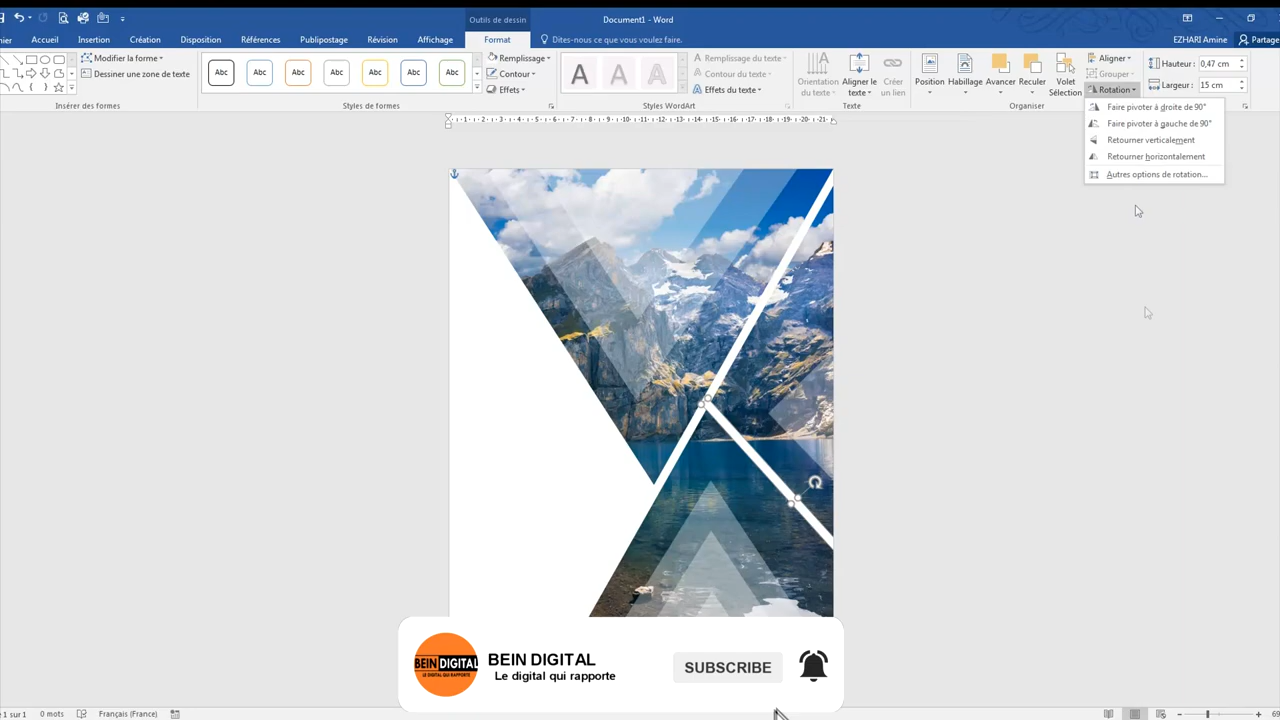 Outils de dessin
Document1 - Word
Accueil
Insertion
Création
Disposition
Références
Publipostage
Révision
Affichage
Format
Dites-nous ce que vous voulez faire.
EZHARI Amine
Partage
Modifier la forme
Dessiner une zone de texte
Insérer des formes
Abc Abc Abc Abc Abc Abc Abc
Remplissage
Contour
Effets
Styles de formes
A A A
Remplissage du texte
Contour du texte
Effets du texte
Styles WordArt
Orientation du texte
Aligner le texte
Créer un lien
Texte
Position
Habillage
Avancer
Reculer
Volet Sélection
Aligner
Grouper
Rotation
Organiser
Hauteur : 0,47 cm
Largeur : 15 cm
Faire pivoter à droite de 90°
Faire pivoter à gauche de 90°
Retourner verticalement
Retourner horizontalement
Autres options de rotation...
BEIN DIGITAL
LE DIGITAL QUI RAPPORTE
BEIN DIGITAL
Le digital qui rapporte
SUBSCRIBE
1 sur 1
0 mots
Français (France)